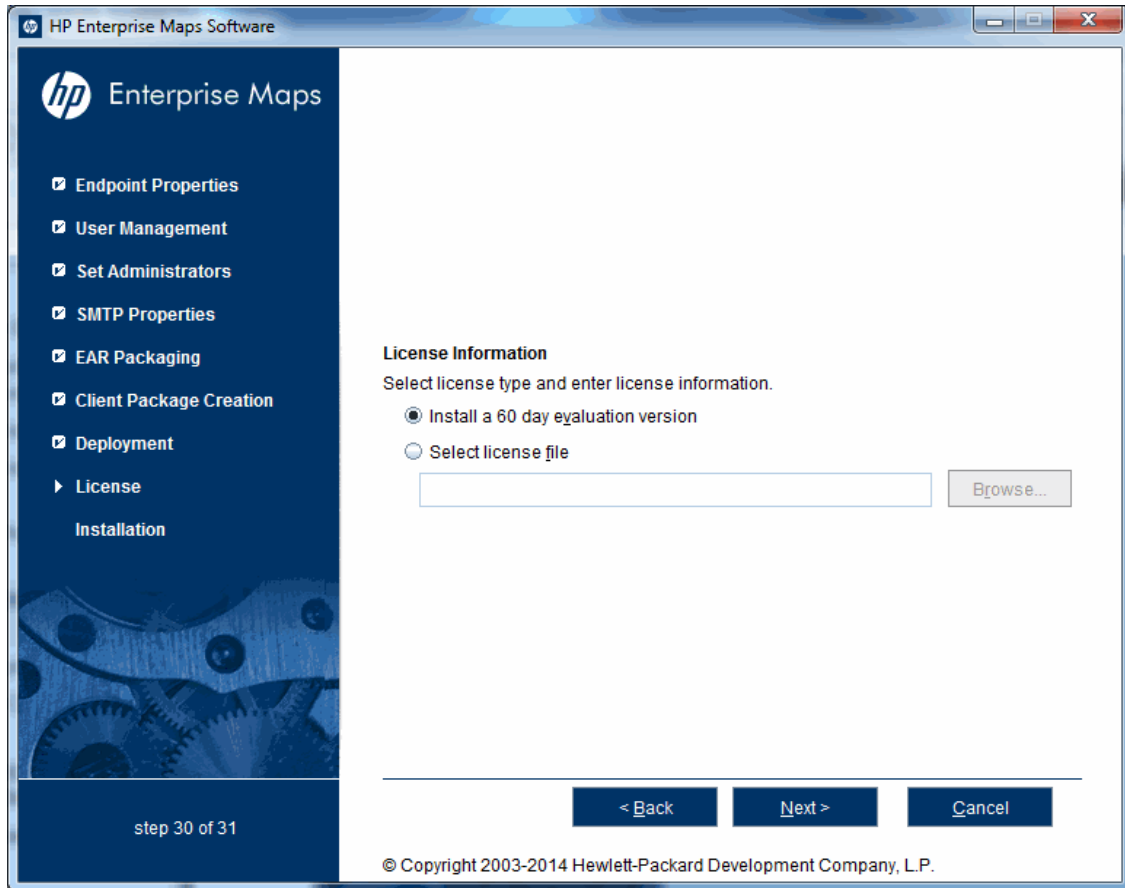 HP Enterprise Maps Software
hp Enterprise Maps
Endpoint Properties
User Management
Set Administrators
SMTP Properties
EAR Packaging
Client Package Creation
Deployment
License
Installation
step 30 of 31
License Information
Select license type and enter license information.
Install a 60 day evaluation version
Select license file
Browse...
< Back Next > Cancel
© Copyright 2003-2014 Hewlett-Packard Development Company, L.P.